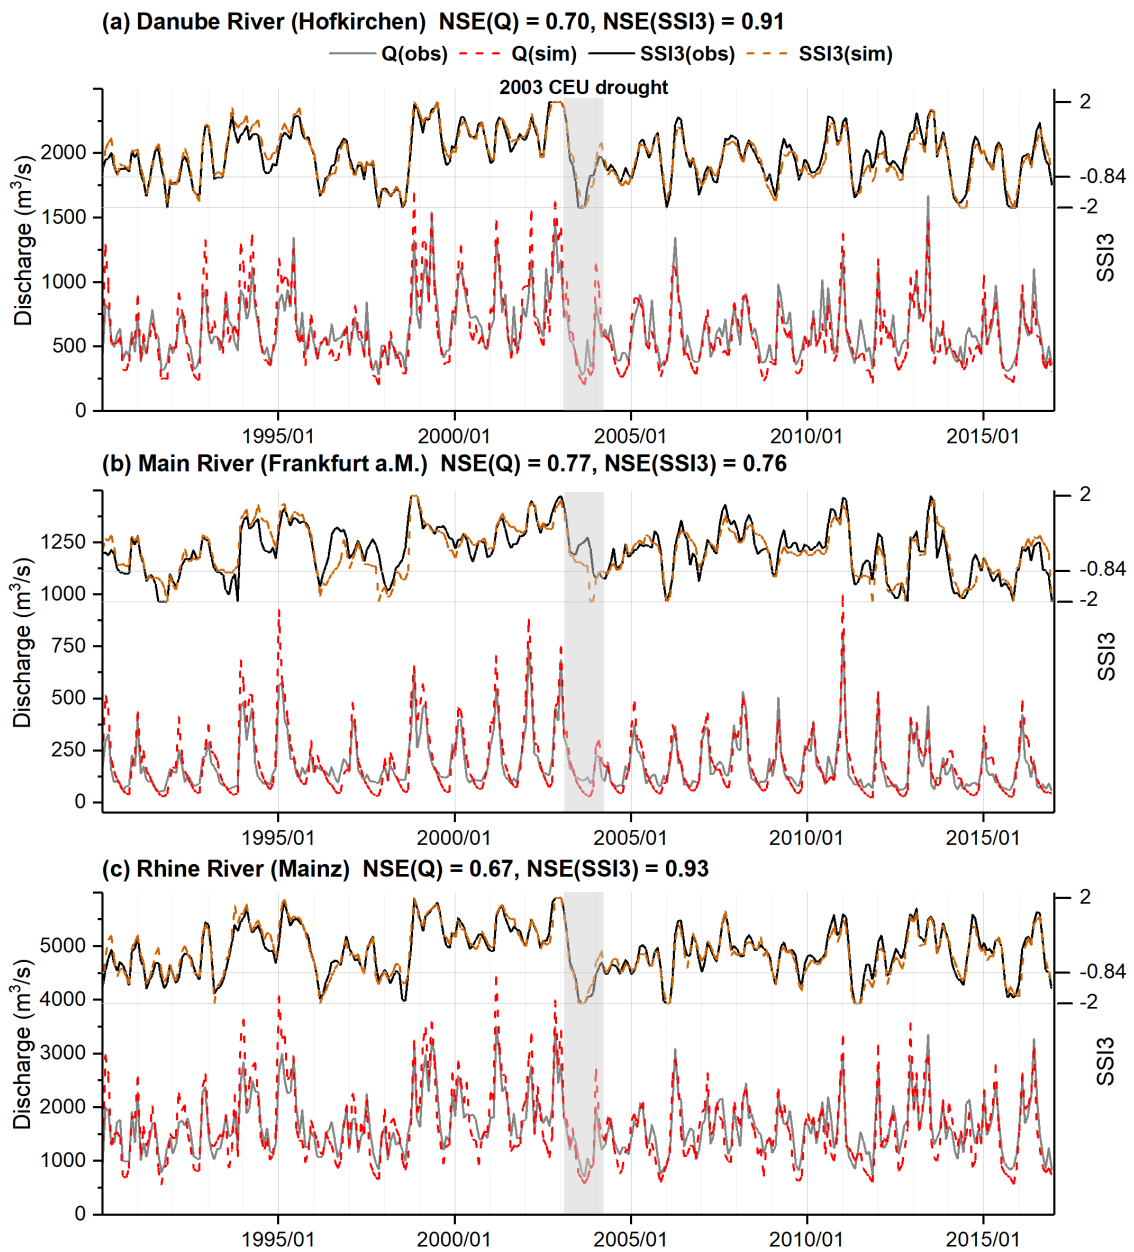 (a) Danube River (Hofkirchen)  NSE(Q) = 0.70, NSE(SSI3) = 0.91
Q(obs) Q(sim) SSI3(obs) SSI3(sim)
2003 CEU drought
2000
1500
1000
500
0
Discharge (m³/s)
2
-0.84
-2
SSI3
1995/01 2000/01 2005/01 2010/01 2015/01
(b) Main River (Frankfurt a.M.)  NSE(Q) = 0.77, NSE(SSI3) = 0.76
1250
1000
750
500
250
0
Discharge (m³/s)
2
-0.84
-2
SSI3
1995/01 2000/01 2005/01 2010/01 2015/01
(c) Rhine River (Mainz)  NSE(Q) = 0.67, NSE(SSI3) = 0.93
5000
4000
3000
2000
1000
0
Discharge (m³/s)
2
-0.84
-2
SSI3
1995/01 2000/01 2005/01 2010/01 2015/01